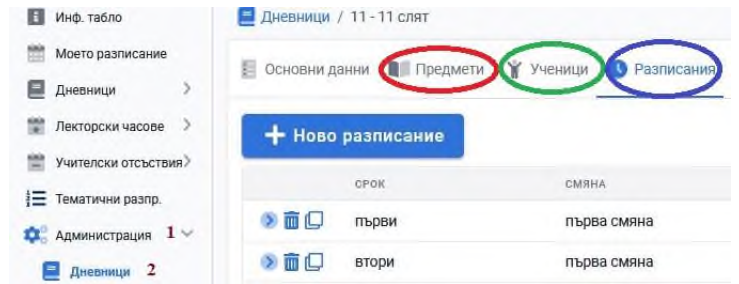 Инф. табло
Моето разписание
Дневници
Лекторски часове
Учителски отсъствия
Тематични разпр.
Администрация 1
Дневници 2
Дневници / 11 - 11 слят
Основни данни Предмети Ученици Разписания
+ Ново разписание
СРОК СМЯНА
първи първа смяна
втори първа смяна